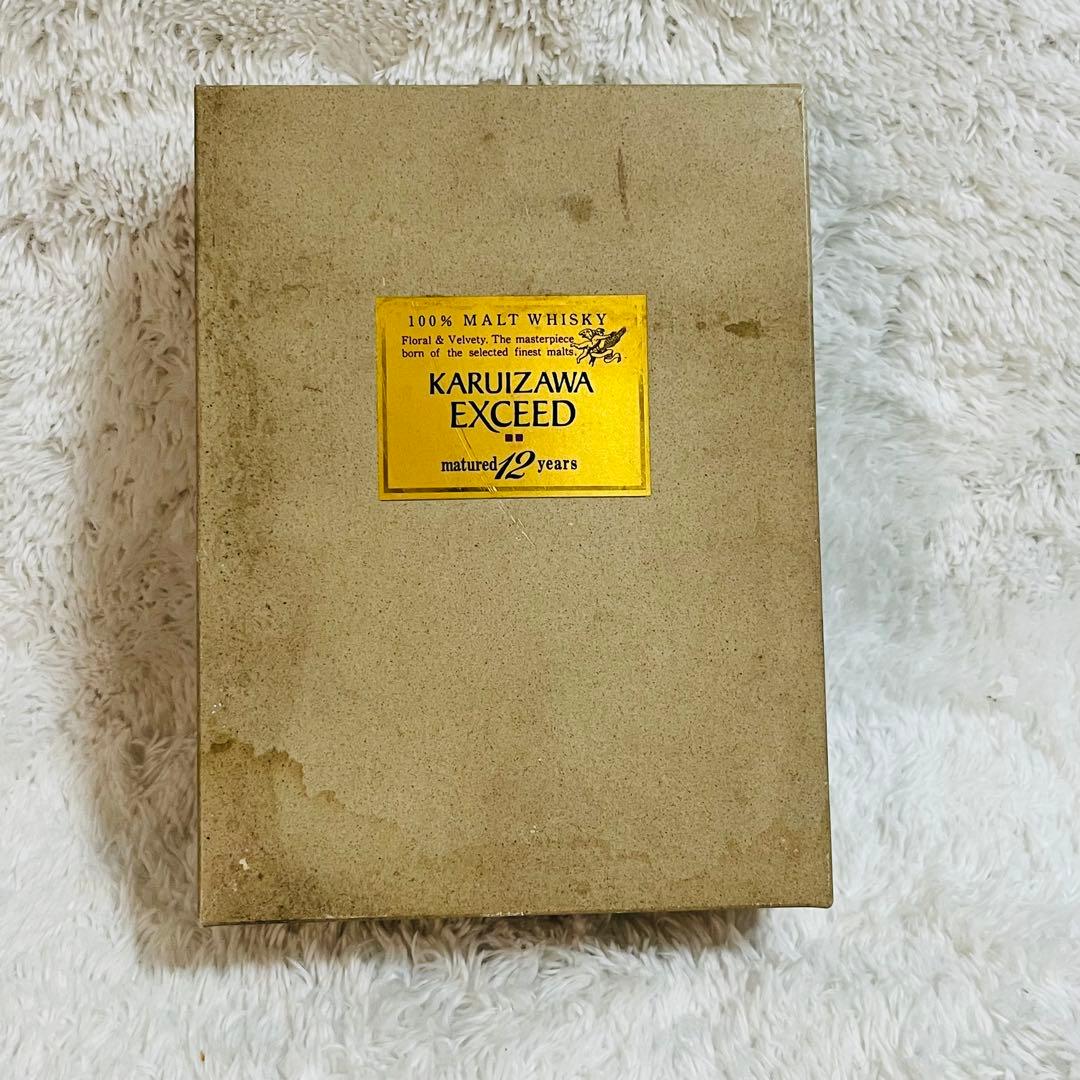 100% MALT WHISKY
Floral & Velvety. The masterpiece
born of the selected finest malts.
KARUIZAWA
EXCEED
matured 12 years